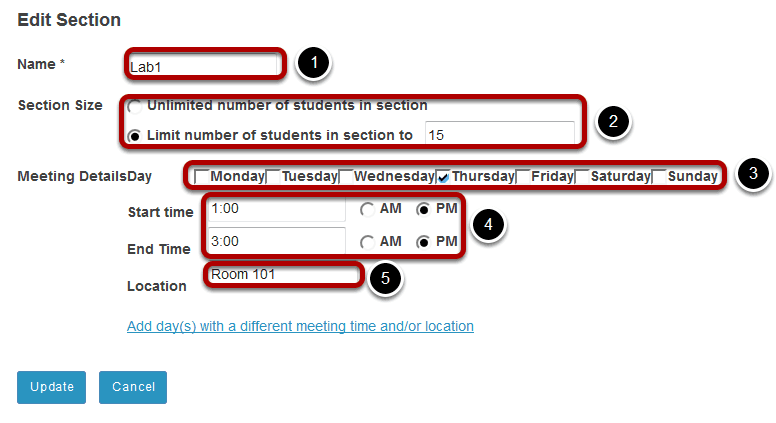 Edit Section
Name * Lab1 1
Section Size Unlimited number of students in section
Limit number of students in section to 15 2
Meeting Details Day Monday Tuesday Wednesday Thursday Friday Saturday Sunday 3
Start time 1:00 AM PM
4
End Time 3:00 AM PM
Location Room 101 5
Add day(s) with a different meeting time and/or location
Update Cancel